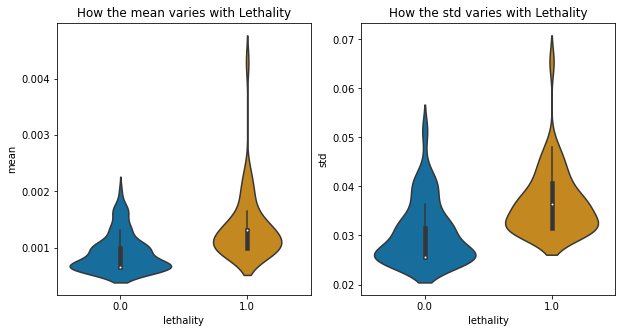 How the mean varies with Lethality
mean
0.004
0.003
0.002
0.001
0.0
1.0
lethality
How the std varies with Lethality
std
0.07
0.06
0.05
0.04
0.03
0.02
0.0
1.0
lethality